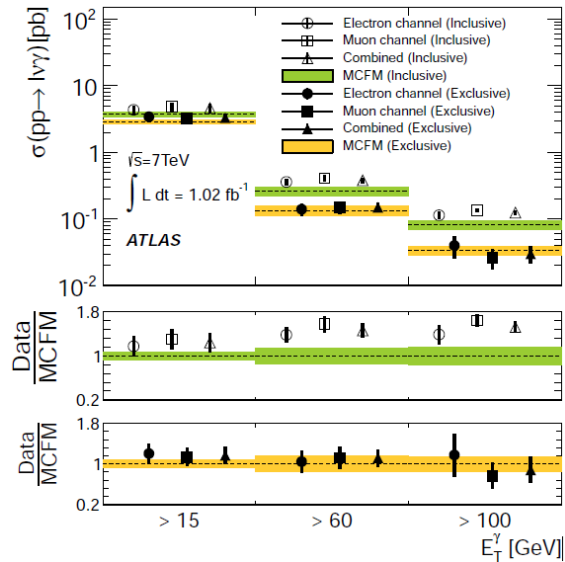 σ(pp→ lνγ)[pb]
10²
10
1
10⁻¹
10⁻²
Electron channel (Inclusive)
Muon channel (Inclusive)
Combined (Inclusive)
MCFM (Inclusive)
Electron channel (Exclusive)
Muon channel (Exclusive)
Combined (Exclusive)
MCFM (Exclusive)
√s=7TeV
∫ L dt = 1.02 fb⁻¹
ATLAS
Data
MCFM
1.8
1
0.2
Data
MCFM
1.8
1
0.2
> 15
> 60
> 100
E_T^γ [GeV]